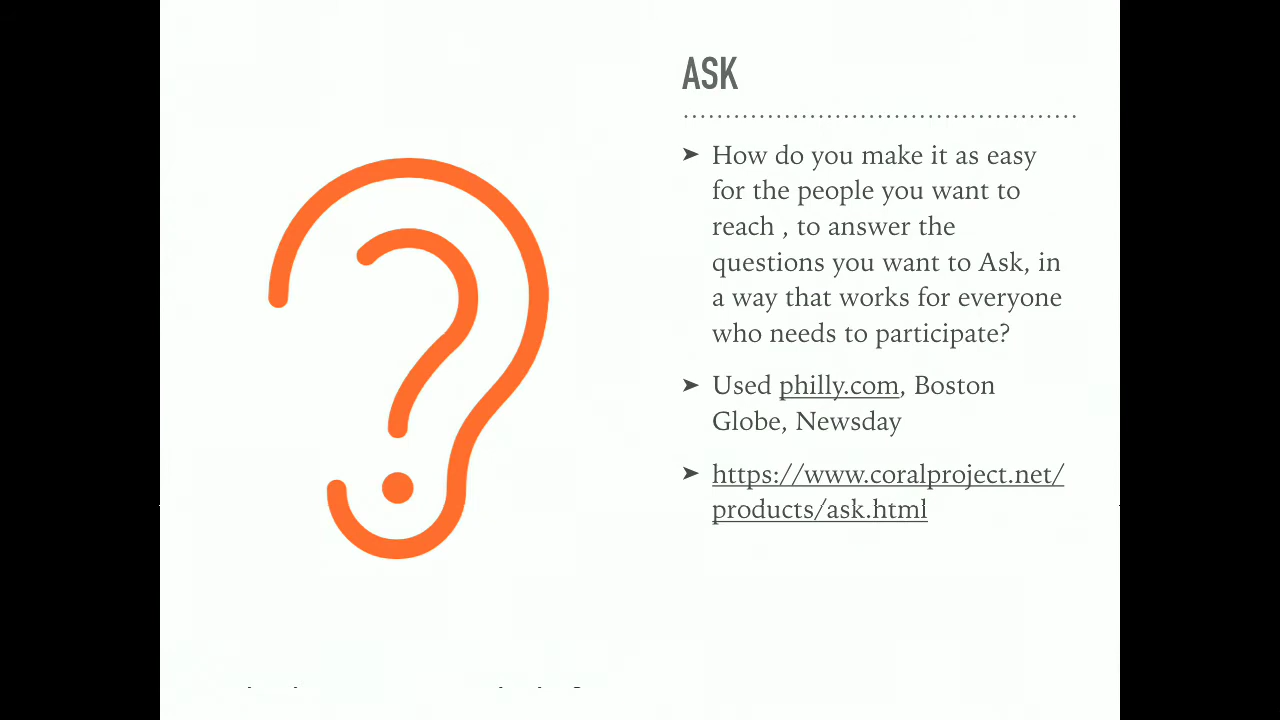 ASK
➤ How do you make it as easy
for the people you want to
reach , to answer the
questions you want to Ask, in
a way that works for everyone
who needs to participate?
➤ Used philly.com, Boston
Globe, Newsday
➤ https://www.coralproject.net/
products/ask.html